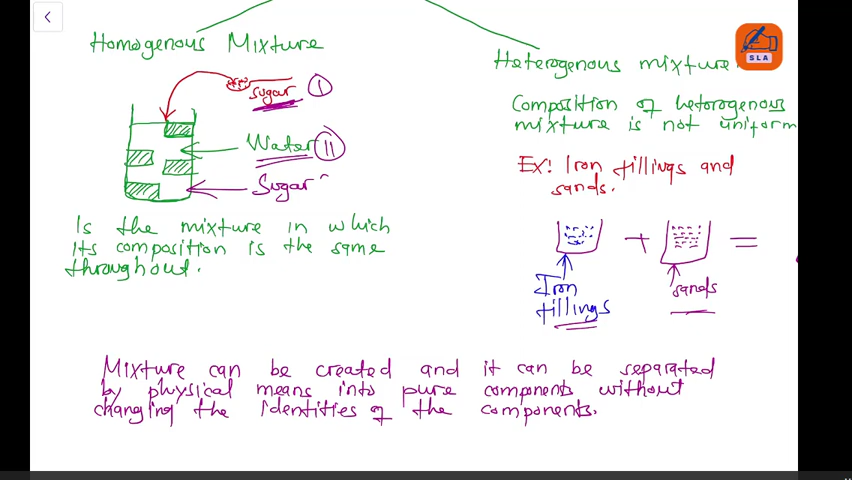 Homogenous Mixture
sugar I
Water II
Sugar
Is the mixture in which
its composition is the same
throughout.
SLA
Heterogenous mixture
Composition of heterogenous
mixture is not uniform
Ex: Iron fillings and
sands.
+ =
Iron
fillings
sands
Mixture can be created and it can be separated
by physical means into pure components without
changing the identities of the components.